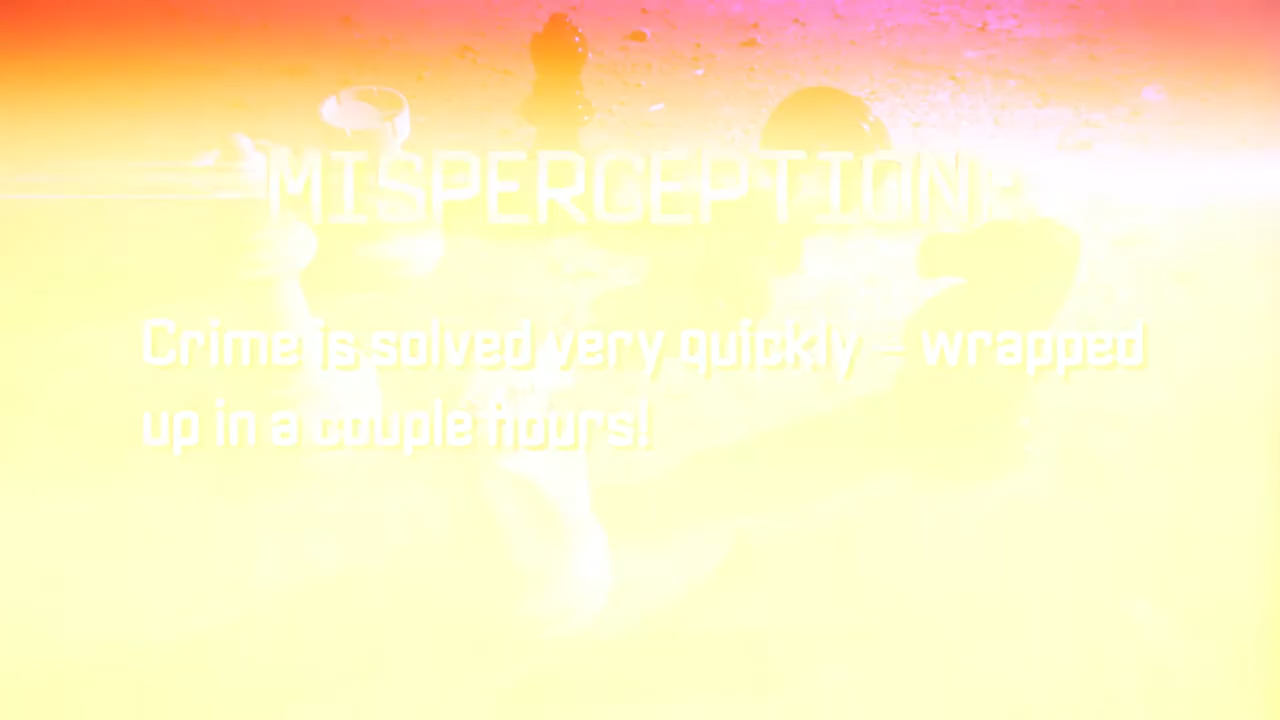 MISPERCEPTION:
Crime is solved very quickly – wrapped
up in a couple hours!